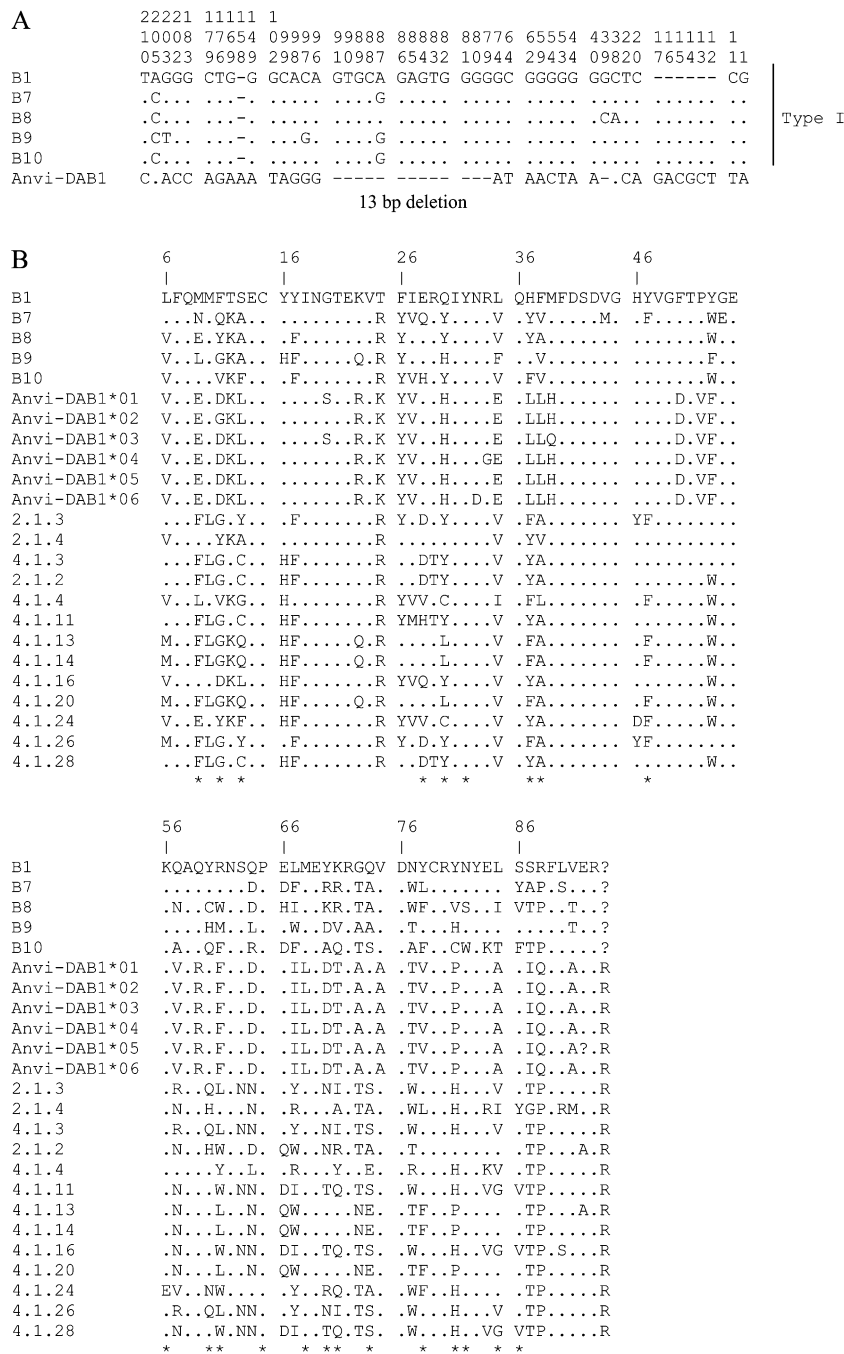 A
22221 11111 1
10008 77654 09999 99888 88888 88776 65554 43322 111111 1
05323 96989 29876 10987 65432 10944 29434 09820 765432 11
B1 TAGGG CTG-G GCACA GTGCA GAGTG GGGGC GGGGG GGCTC ------ CG
B7 .C... ...-. ..... ....G ..... ..... ..... ..... ...... ..
B8 .C... ...-. ..... ..... ..... ..... ..... CA... ...... ..
B9 .CT.. ...-. ...G. ....G ..... ..... ..... ..... ...... ..
B10 .C... ...-. ..... ....G ..... ..... ..... ..... ...... ..
Type I
Anvi-DAB1 C.ACC AGAAA TAGGG ----- ----- ---AT AACTA A-.CA GACGCT TA
13 bp deletion
B
6 16 26 36 46
| | | | |
B1 LFQMMFTSEC YYINGTEKVT FIERQIYNRL QHFMFDSDVG HYVGFTPYGE
B7 ...N.QKA.. .........R YVQ.Y....V .YV....M. .F.....WE.
B8 V..E.YKA.. .F.......R Y...Y....V .YA....... .......W..
B9 ...L.GKA.. HF.....Q.R Y...H....F ..V....... .......F..
B10 V....VKF.. .F.......R YVH.Y....V .FV....... .......W..
Anvi-DAB1*01 V..E.DKL.. ....S..R.K YV..H....E .LLH...... ....D.VF..
Anvi-DAB1*02 V..E.GKL.. .......R.K YV..H....E .LLH...... ....D.VF..
Anvi-DAB1*03 V..E.DKL.. ....S..R.K YV..H....E .LLQ...... ....D.VF..
Anvi-DAB1*04 V..E.DKL.. .......R.K YV..H...GE .LLH...... ....D.VF..
Anvi-DAB1*05 V..E.DKL.. .......R.K YV..H....E .LLH...... ....D.VF..
Anvi-DAB1*06 V..E.DKL.. .......R.K YV..H..D.E .LLH...... ....D.VF..
2.1.3 ...FLG.Y.. .F.......R Y.D.Y....V .FA....... YF........
2.1.4 V....YKA.. .........R .........V .YV....... ..........
4.1.3 ...FLG.C.. HF.......R ..DTY....V .YA....... ..........
2.1.2 ...FLG.C.. HF.......R ..DTY....V .YA....... .......W..
4.1.4 V..L.VKG.. H........R YVV.C....I .FL....... .F.....W..
4.1.11 ...FLG.C.. HF.......R YMHTY....V .YA....... .......W..
4.1.13 M..FLGKQ.. HF.....Q.R ....L....V .FA....... .F.....W..
4.1.14 M..FLGKQ.. HF.....Q.R ....L....V .FA....... .F.....W..
4.1.16 V....DKL.. HF.......R YVQ.Y....V .YA....... .......W..
4.1.20 M..FLGKQ.. HF.....Q.R ....L....V .FA....... .F.....W..
4.1.24 V..E.YKF.. HF.......R YVV.C....V .YA....... DF.....W..
4.1.26 M..FLG.Y.. .F.......R Y.D.Y....V .FA....... YF........
4.1.28 ...FLG.C.. HF.......R ..DTY....V .YA....... .......W..
* * * * * * ** *
56 66 76 86
| | | |
B1 KQAQYRNSQP ELMEYKRGQV DNYCRYNYEL SSRFLVER?
B7 ........D. DF..RR.TA. .WL....... YAP.S...?
B8 .N..CW..D. HI..KR.TA. .WF..VS..I VTP..T..?
B9 ....HM..L. .W..DV.AA. .T...H.... .....T..?
B10 .A..QF..R. DF..AQ.TS. .AF..CW.KT FTP.....?
Anvi-DAB1*01 .V.R.F..D. .IL.DT.A.A .TV..P...A .IQ..A..R
Anvi-DAB1*02 .V.R.F..D. .IL.DT.A.A .TV..P...A .IQ..A..R
Anvi-DAB1*03 .V.R.F..D. .IL.DT.A.A .TV..P...A .IQ..A..R
Anvi-DAB1*04 .V.R.F..D. .IL.DT.A.A .TV..P...A .IQ..A..R
Anvi-DAB1*05 .V.R.F..D. .IL.DT.A.A .TV..P...A .IQ..A?.R
Anvi-DAB1*06 .V.R.F..D. .IL.DT.A.A .TV..P...A .IQ..A..R
2.1.3 .R..QL.NN. .Y..NI.TS. .W...H...V .TP.....R
2.1.4 .N..H...N. .R...A.TA. .WL..H..RI YGP.RM..R
4.1.3 .R..QL.NN. .Y..NI.TS. .W...H...V .TP.....R
2.1.2 .N..HW..D. QW..NR.TA. .T........ .TP...A.R
4.1.4 .....Y..L. .R...Y..E. .R...H..KV .TP.....R
4.1.11 .N...W.NN. DI..TQ.TS. .W...H..VG VTP.....R
4.1.13 .N...L..N. QW.....NE. .TF..P.... .TP...A.R
4.1.14 .N...L..N. QW.....NE. .TF..P.... .TP.....R
4.1.16 .N...W.NN. DI..TQ.TS. .W...H..VG VTP.S...R
4.1.20 .N...L..N. QW.....NE. .TF..P.... .TP.....R
4.1.24 EV..NW.... .Y..RQ.TA. .WF..H.... .TP.....R
4.1.26 .R..QL.NN. .Y..NI.TS. .W...H...V .TP.....R
4.1.28 .N...W.NN. DI..TQ.TS. .W...H..VG VTP.....R
* ** * * ** * * ** * *